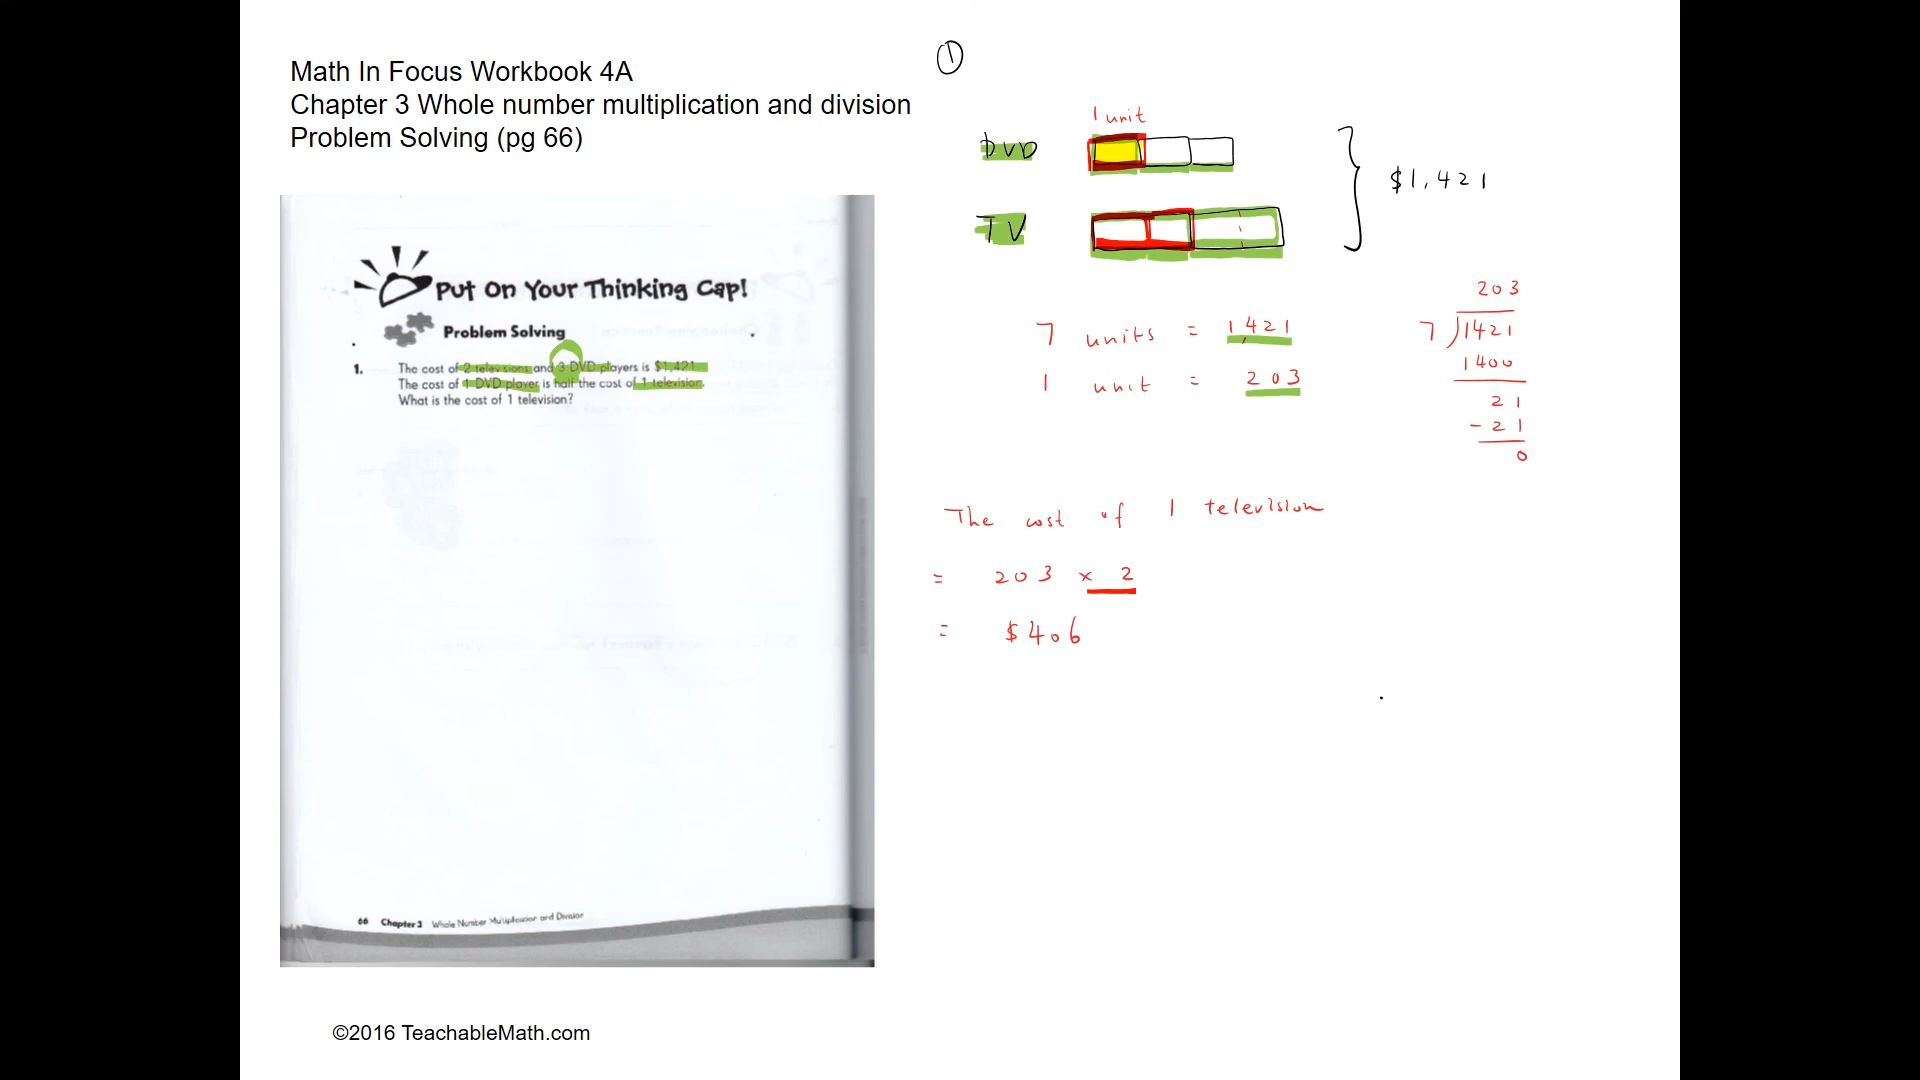 Math In Focus Workbook 4A
Chapter 3 Whole number multiplication and division
Problem Solving (pg 66)
Put On Your Thinking Cap!
Problem Solving
1. The cost of 2 televisions and 3 DVD players is $1,421.
The cost of 1 DVD player is half the cost of 1 television.
What is the cost of 1 television?
66 Chapter 3 Whole Number Multiplication and Division
©2016 TeachableMath.com
1
1 unit
DVD
TV
$1,421
7 units = 1,421
1 unit = 203
203
7 1421
1400
21
- 21
0
The cost of 1 television
= 203 x 2
= $406